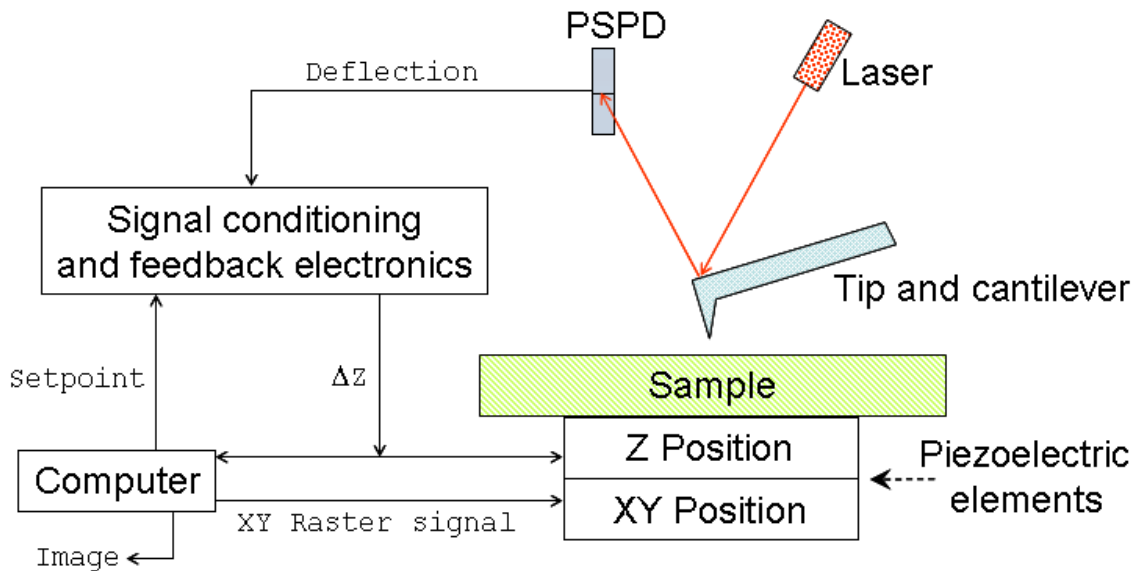 PSPD
Laser
Deflection
Signal conditioning
and feedback electronics
Tip and cantilever
Setpoint
ΔZ
Sample
Z Position
Computer
Piezoelectric
elements
XY Position
XY Raster signal
Image